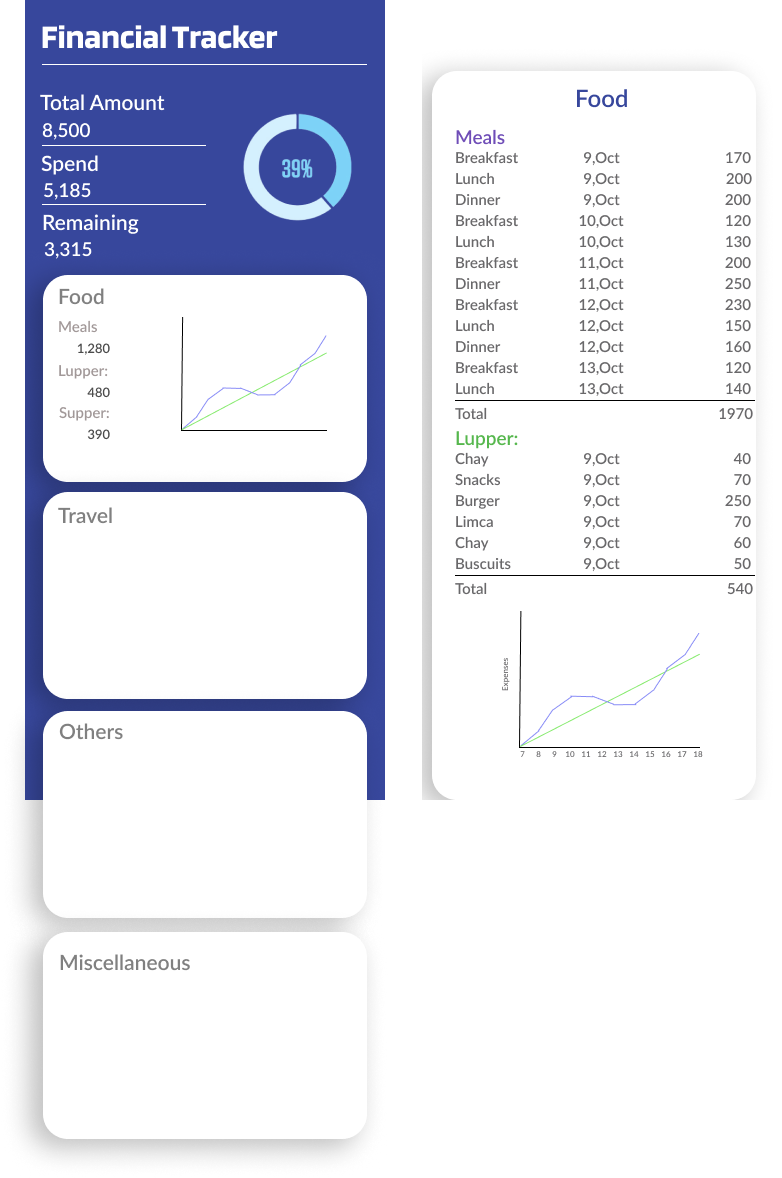 Financial Tracker
Total Amount
8,500
Spend
5,185
Remaining
3,315
39%
Food
Meals
1,280
Lupper:
480
Supper:
390
Travel
Others
Miscellaneous
Food
Meals
Breakfast 9,Oct 170
Lunch 9,Oct 200
Dinner 9,Oct 200
Breakfast 10,Oct 120
Lunch 10,Oct 130
Breakfast 11,Oct 200
Dinner 11,Oct 250
Breakfast 12,Oct 230
Lunch 12,Oct 150
Dinner 12,Oct 160
Breakfast 13,Oct 120
Lunch 13,Oct 140
Total 1970
Lupper:
Chay 9,Oct 40
Snacks 9,Oct 70
Burger 9,Oct 250
Limca 9,Oct 70
Chay 9,Oct 60
Buscuits 9,Oct 50
Total 540
Expenses
7 8 9 10 11 12 13 14 15 16 17 18